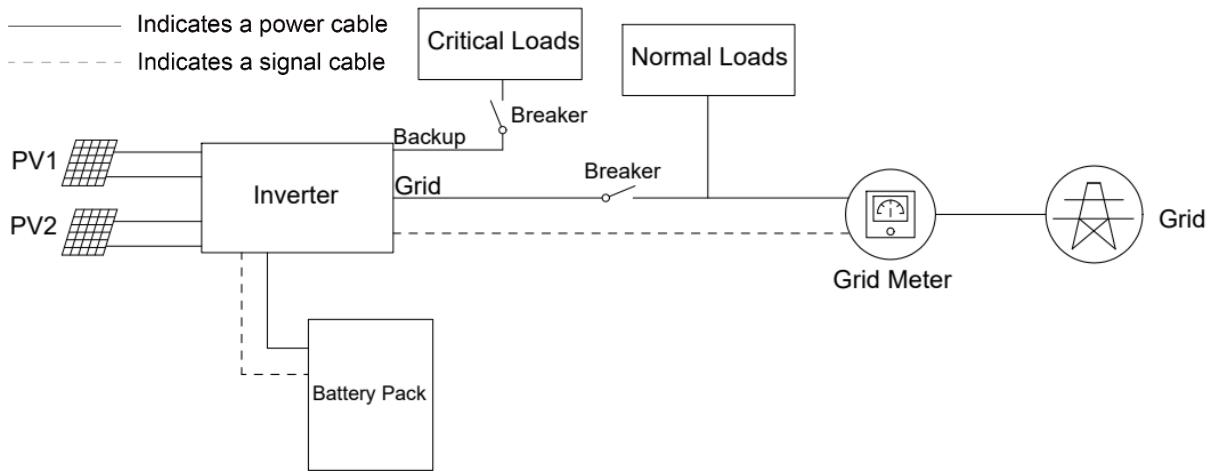 Indicates a power cable
Indicates a signal cable
Critical Loads
Normal Loads
Breaker
Backup
PV1
Breaker
Grid
Inverter
PV2
Grid
Grid Meter
Battery Pack